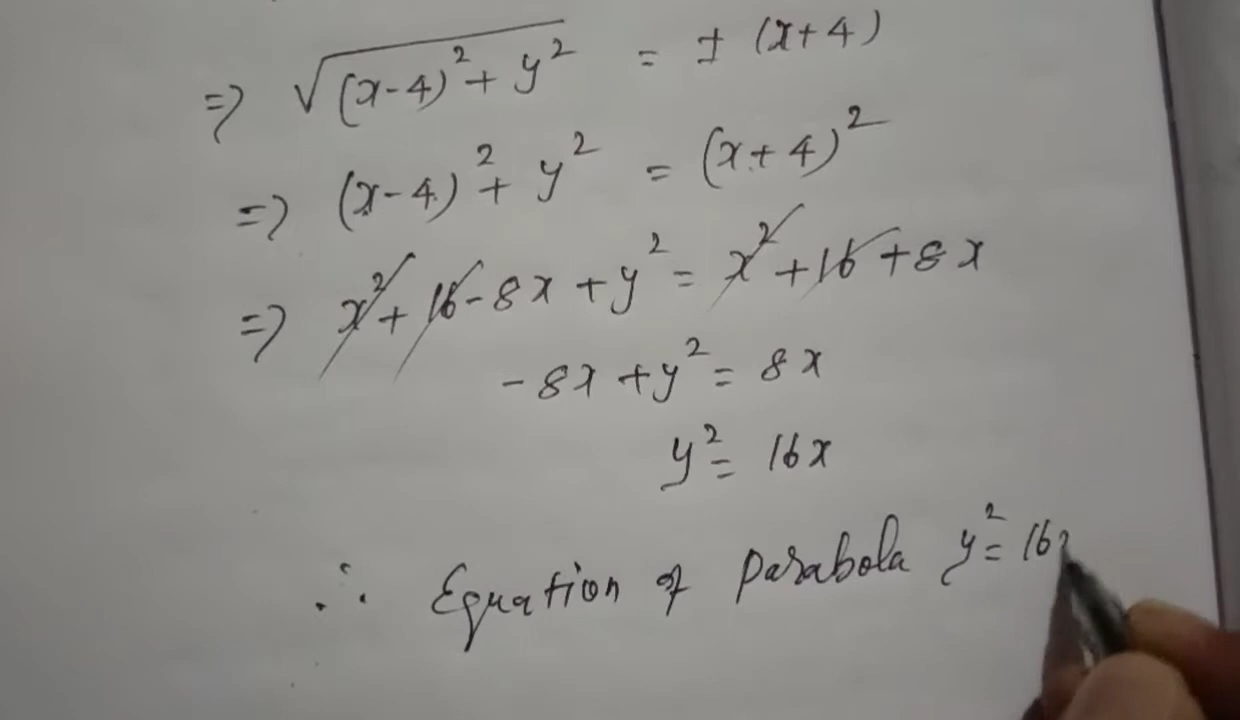 ⇒ √((x-4)²+y²) = ± (x+4)
⇒ (x-4)²+y² = (x+4)²
⇒ x²+16-8x+y² = x²+16+8x
-8x+y² = 8x
y² = 16x
∴ Equation of parabola y² = 16x